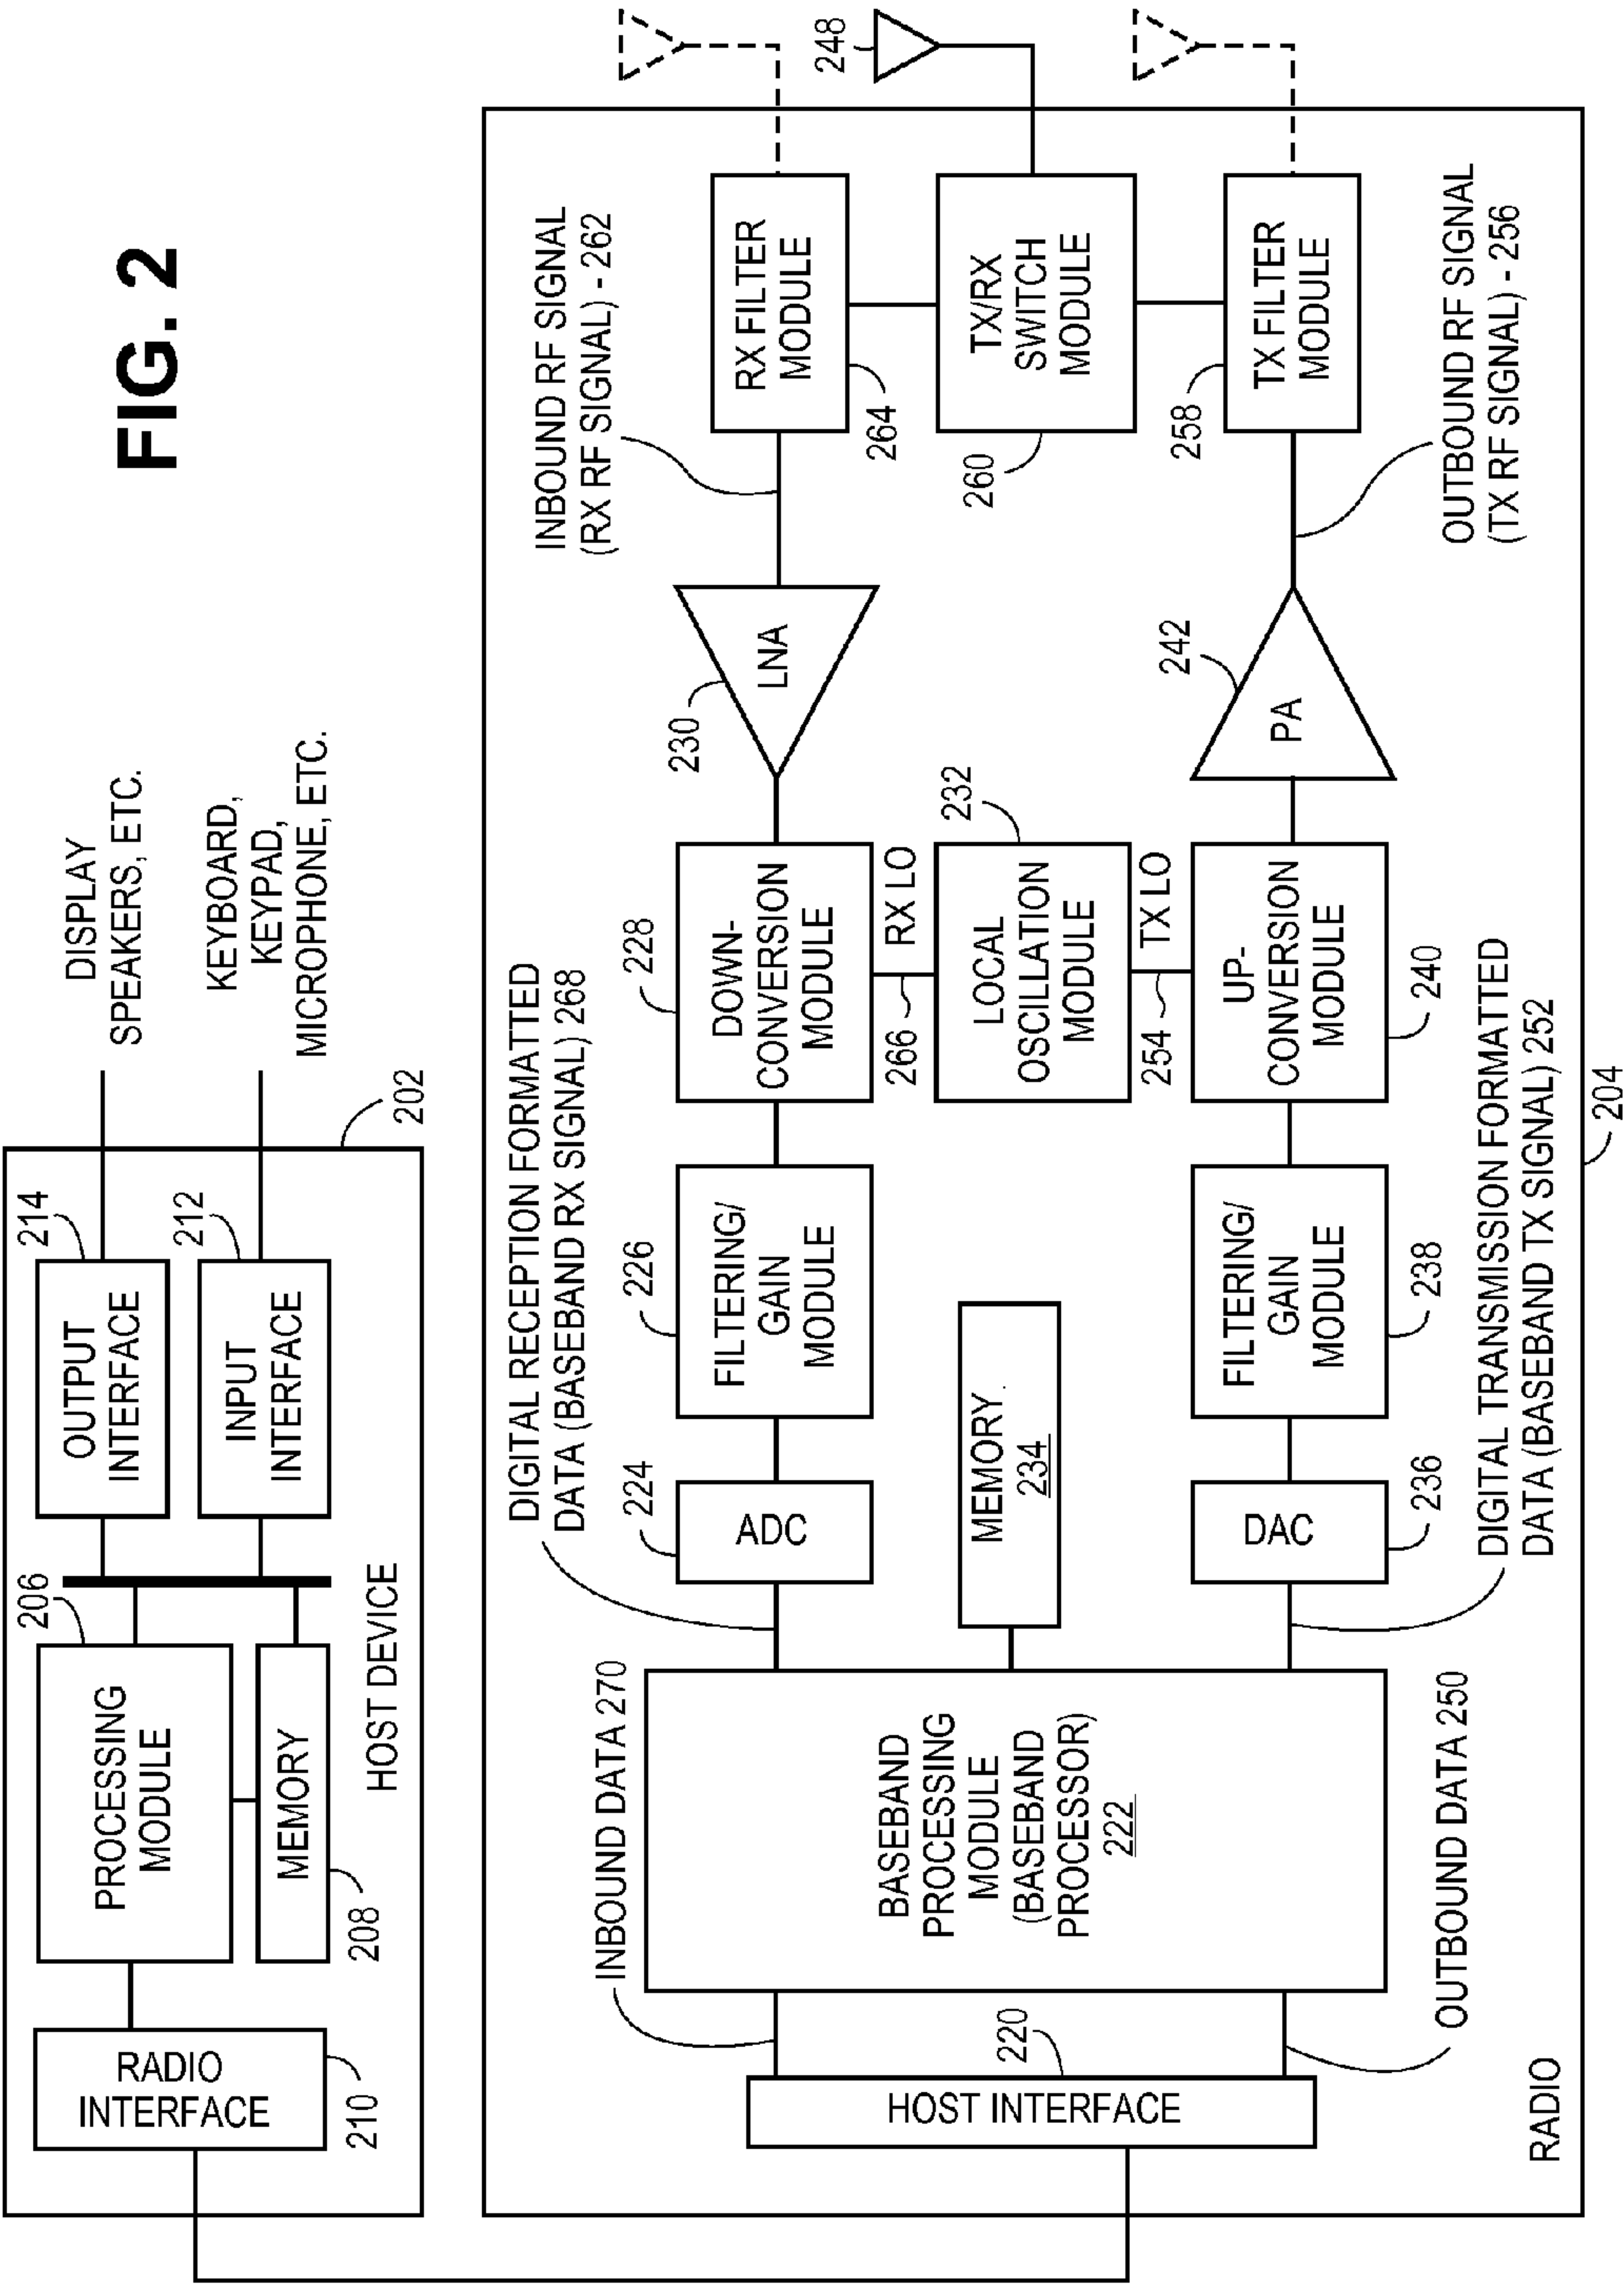 FIG. 2
DISPLAY
SPEAKERS, ETC.
KEYBOARD,
KEYPAD,
MICROPHONE, ETC.
202
214
OUTPUT
INTERFACE
212
INPUT
INTERFACE
206
PROCESSING
MODULE
MEMORY
208
HOST DEVICE
RADIO
INTERFACE
210
248
INBOUND RF SIGNAL
(RX RF SIGNAL) - 262
RX FILTER
MODULE
264
TX/RX
SWITCH
MODULE
260
258
TX FILTER
MODULE
OUTBOUND RF SIGNAL
(TX RF SIGNAL) - 256
LNA
230
242
PA
228
DOWN-
CONVERSION
MODULE
RX LO
266
232
LOCAL
OSCILLATION
MODULE
TX LO
254
UP-
CONVERSION
MODULE
240
DIGITAL RECEPTION FORMATTED
DATA (BASEBAND RX SIGNAL) 268
226
FILTERING/
GAIN
MODULE
FILTERING/
GAIN
MODULE
238
224
ADC
MEMORY
234
DAC
236
DIGITAL TRANSMISSION FORMATTED
DATA (BASEBAND TX SIGNAL) 252
204
INBOUND DATA 270
BASEBAND
PROCESSING
MODULE
(BASEBAND
PROCESSOR)
222
OUTBOUND DATA 250
220
HOST INTERFACE
RADIO